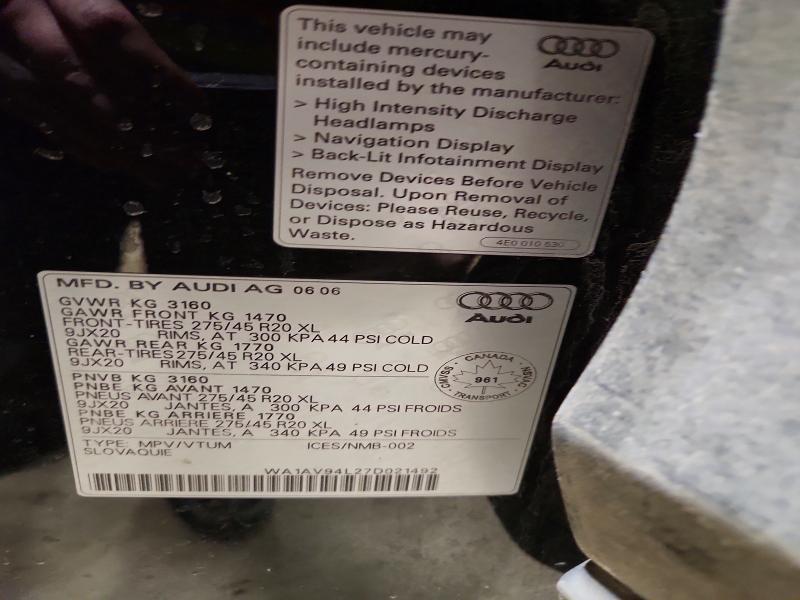 This vehicle may
include mercury-
containing devices
installed by the manufacturer:
> High Intensity Discharge
Headlamps
> Navigation Display
> Back-Lit Infotainment Display
Remove Devices Before Vehicle
Disposal. Upon Removal of
Devices: Please Reuse, Recycle,
or Dispose as Hazardous
Waste.
4E0 010 530
Audi
MFD. BY AUDI AG 06 06
GVWR KG 3160
GAWR FRONT KG 1470
FRONT-TIRES 275/45 R20 XL
9JX20 RIMS, AT 300 KPA 44 PSI COLD
GAWR REAR KG 1770
REAR-TIRES 275/45 R20 XL
9JX20 RIMS, AT 340 KPA 49 PSI COLD
PNVB KG 3160
PNBE KG AVANT 1470
PNEUS AVANT 275/45 R20 XL
9JX20 JANTES, A 300 KPA 44 PSI FROIDS
PNBE KG ARRIERE 1770
PNEUS ARRIERE 275/45 R20 XL
9JX20 JANTES, A 340 KPA 49 PSI FROIDS
TYPE: MPV/VTUM ICES/NMB-002
SLOVAQUIE
WA1AV94L27D021492
Audi
CANADA
CMVSS
961
NSVAC
TRANSPORT